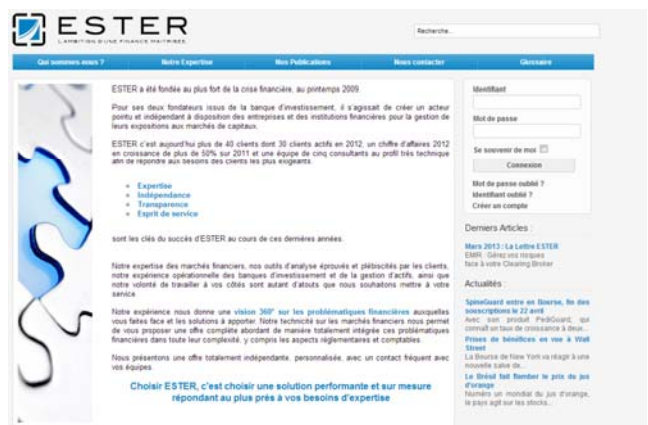 ESTER
L'AMBITION D'UNE FINANCE MAITRISÉE
Recherche...
Qui sommes-nous ?
Notre Expertise
Nos Publications
Nous contacter
Glossaire
ESTER a été fondée au plus fort de la crise financière, au printemps 2009.
Pour ses deux fondateurs issus de la banque d'investissement, il s'agissait de créer un acteur
pointu et indépendant à disposition des entreprises et des institutions financières pour la gestion de
leurs expositions aux marchés de capitaux.
ESTER c'est aujourd'hui plus de 40 clients dont 30 clients actifs en 2012, un chiffre d'affaires 2012
en croissance de plus de 50% sur 2011 et une équipe de cinq consultants au profil très technique
afin de répondre aux besoins des clients les plus exigeants.
Expertise
Indépendance
Transparence
Esprit de service
sont les clés du succès d'ESTER au cours de ces dernières années.
Notre expertise des marchés financiers, nos outils d'analyse éprouvés et plébiscités par les clients,
notre expérience opérationnelle des banques d'investissement et de la gestion d'actifs, ainsi que
notre volonté de travailler à vos côtés sont autant d'atouts que nous souhaitons mettre à votre
service.
Notre expérience nous donne une vision 360° sur les problématiques financières auxquelles
vous faites face et les solutions à apporter. Notre technicité sur les marchés financiers nous permet
de vous proposer une offre complète abordant de manière totalement intégrée ces problématiques
financières dans toute leur complexité, y compris les aspects réglementaires et comptables.
Nous présentons une offre totalement indépendante, personnalisée, avec un contact fréquent avec
vos équipes.
Choisir ESTER, c'est choisir une solution performante et sur mesure
répondant au plus près à vos besoins d'expertise
Identifiant
Mot de passe
Se souvenir de moi
Connexion
Mot de passe oublié ?
Identifiant oublié ?
Créer un compte
Derniers Articles :
Mars 2013 : La Lettre ESTER
EMIR : Gérez vos risques
face à votre Clearing Broker
Actualités :
SpineGuard entre en Bourse, fin des
souscriptions le 22 avril
Avec son produit PediGuard, qui
connaît un taux de croissance à deux...
Prises de bénéfices en vue à Wall
Street
La Bourse de New York va réagir à une
nouvelle salve de...
Le Brésil fait flamber le prix du jus
d'orange
Numéro un mondial du jus d'orange,
le pays agit sur les stocks...